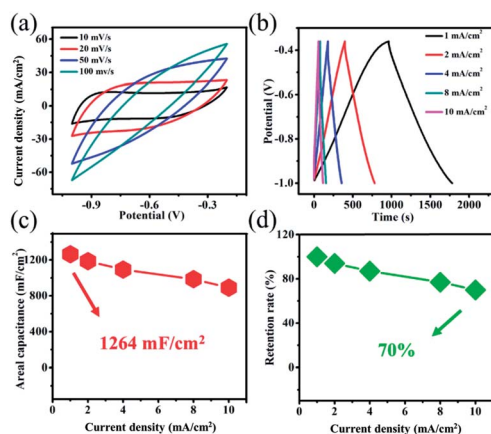 (a)
10 mV/s
20 mV/s
50 mV/s
100 mv/s
Current density (mA/cm²)
60
30
0
-30
-60
-0.9
-0.6
-0.3
Potential (V)
(b)
1 mA/cm²
2 mA/cm²
4 mA/cm²
8 mA/cm²
10 mA/cm²
Potential (V)
-0.4
-0.6
-0.8
-1.0
0
500
1000
1500
2000
Time (s)
(c)
Areal capacitance (mF/cm²)
1200
800
400
0
1264 mF/cm²
2
4
6
8
10
Current density (mA/cm²)
(d)
Retention rate (%)
120
80
40
0
70%
2
4
6
8
10
Current density (mA/cm²)